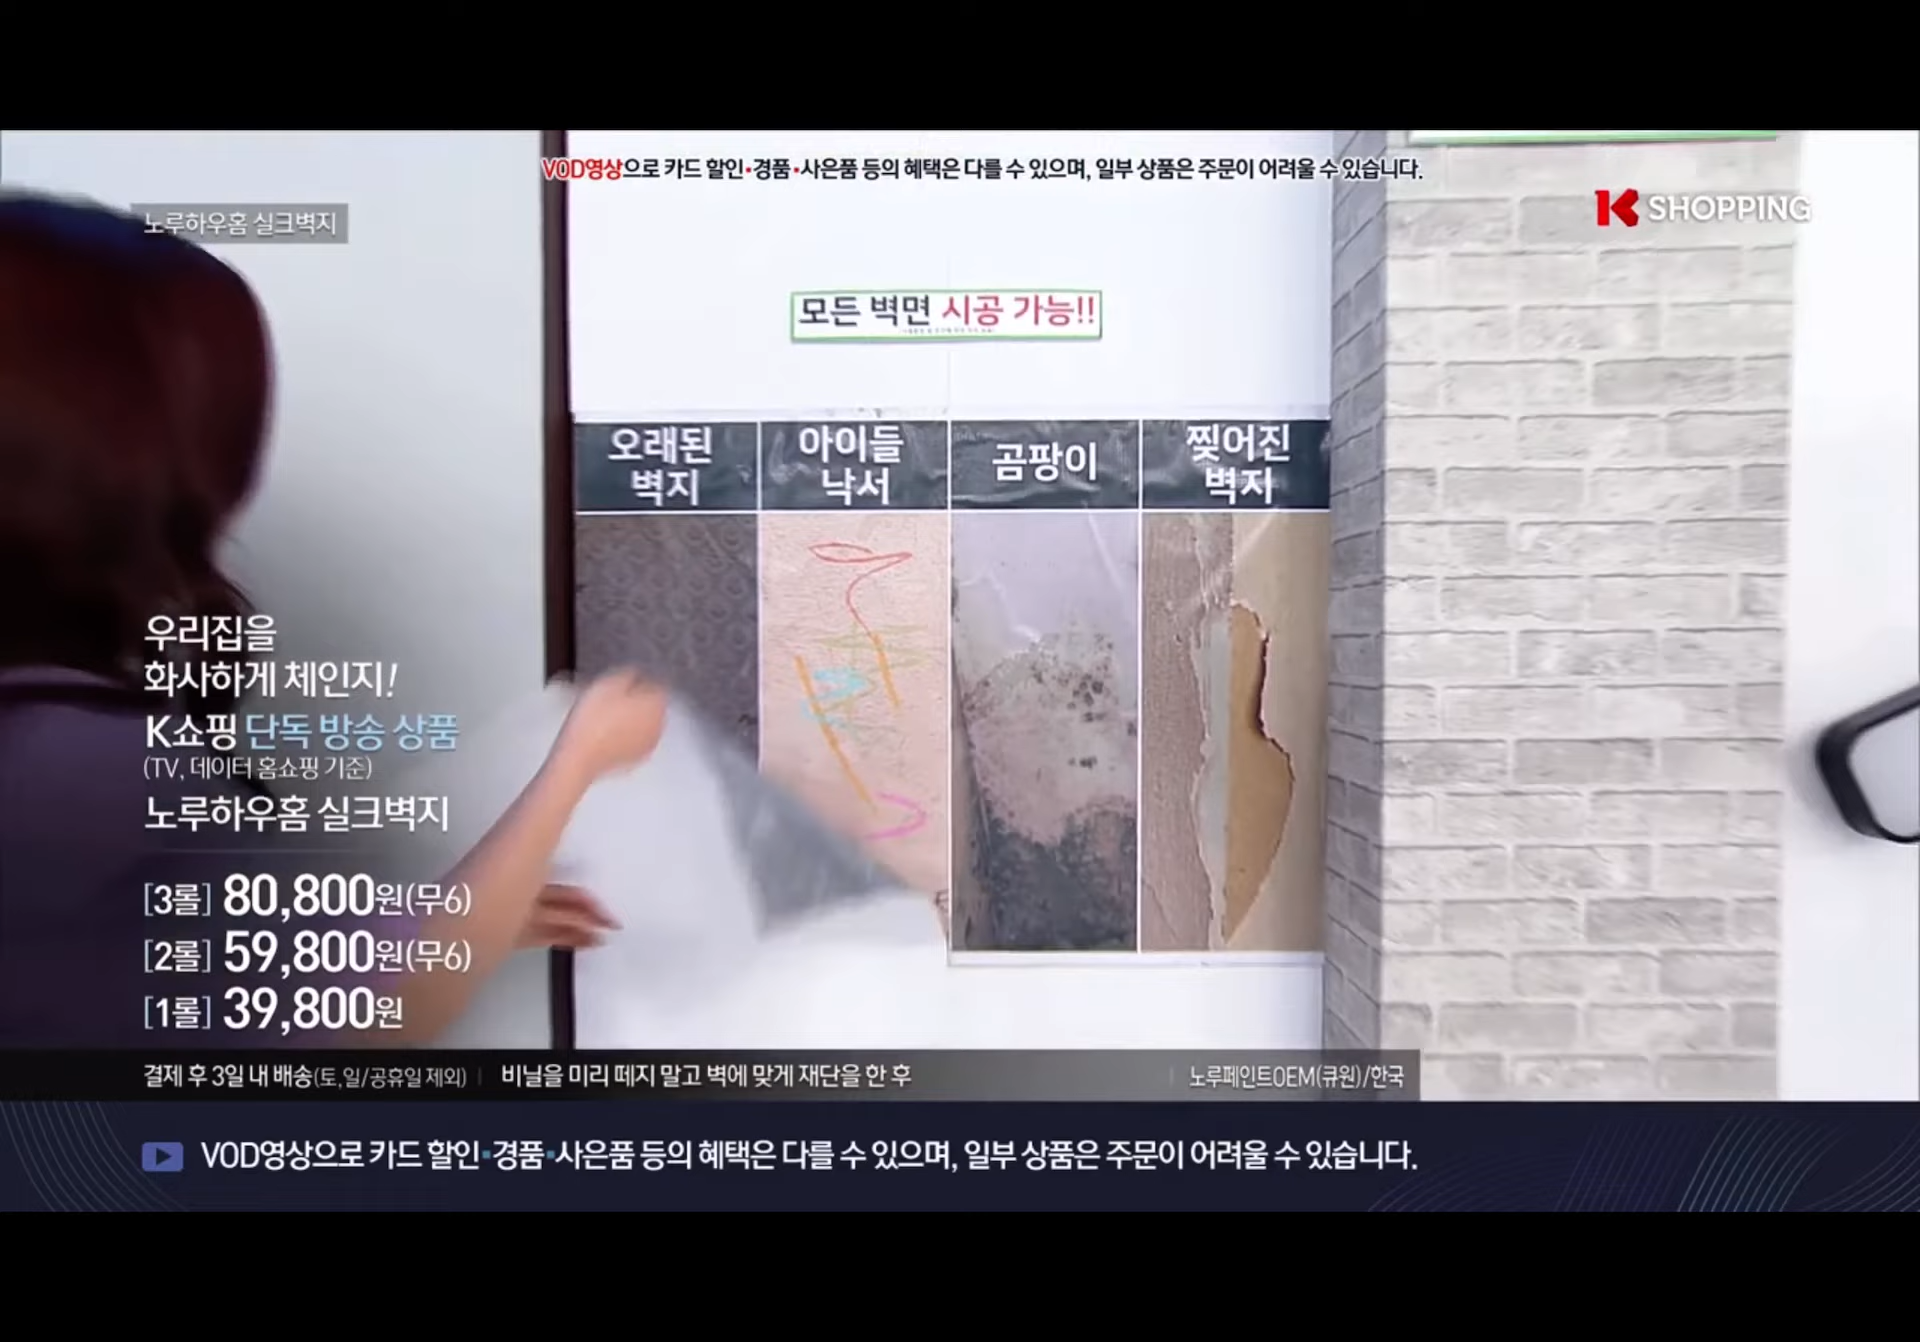 VOD영상으로 카드 할인•경품•사은품 등의 혜택은 다를 수 있으며, 일부 상품은 주문이 어려울 수 있습니다.
노루하우홈 실크벽지
K SHOPPING
모든 벽면 시공 가능!!
오래된
벽지
아이들
낙서
곰팡이
찢어진
벽지
우리집을
화사하게 체인지!
K쇼핑 단독 방송 상품
(TV, 데이터 홈쇼핑 기준)
노루하우홈 실크벽지
[3롤] 80,800원(무6)
[2롤] 59,800원(무6)
[1롤] 39,800원
결제 후 3일 내 배송(토,일/공휴일 제외) | 비닐을 미리 떼지 말고 벽에 맞게 재단을 한 후 | 노루페인트OEM(큐원)/한국
VOD영상으로 카드 할인•경품•사은품 등의 혜택은 다를 수 있으며, 일부 상품은 주문이 어려울 수 있습니다.